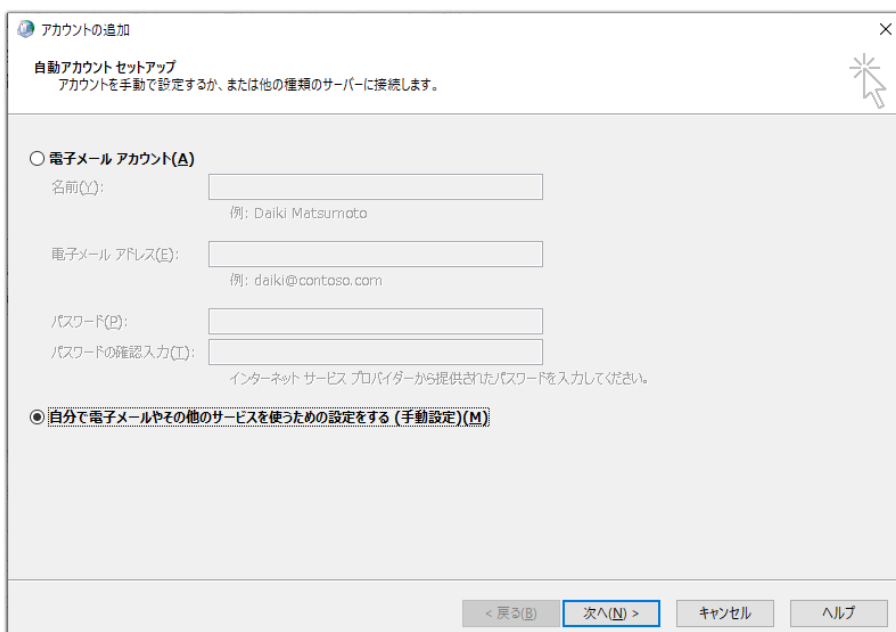 アカウントの追加
自動アカウント セットアップ
アカウントを手動で設定するか、または他の種類のサーバーに接続します。
電子メール アカウント(A)
名前(Y):
例: Daiki Matsumoto
電子メール アドレス(E):
例: daiki@contoso.com
パスワード(P):
パスワードの確認入力(T):
インターネット サービス プロバイダーから提供されたパスワードを入力してください。
自分で電子メールやその他のサービスを使うための設定をする (手動設定)(M)
< 戻る(B) 次へ(N) > キャンセル ヘルプ